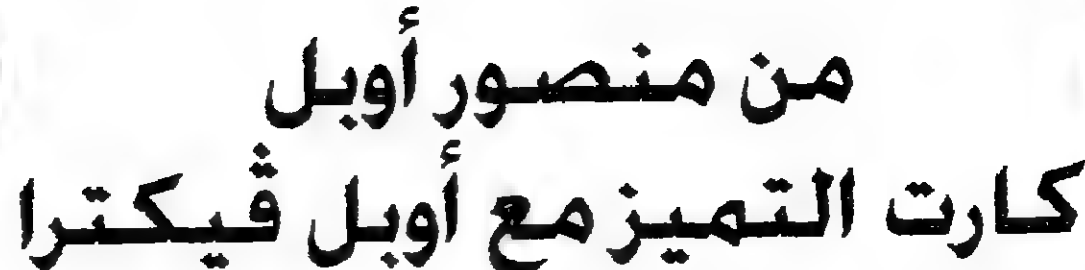 من منصور أوبل
كارت التميز مع أوبل ڤيكترا